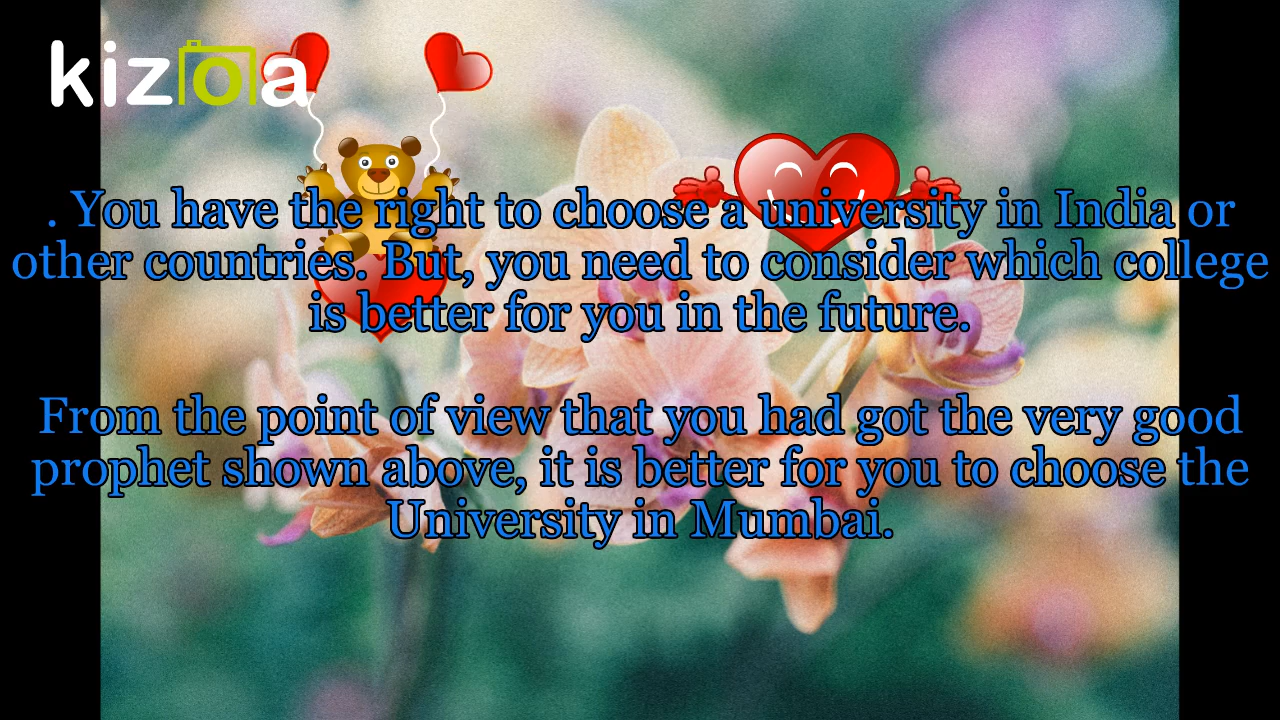 kizoa
. You have the right to choose a university in India or
other countries. But, you need to consider which college
is better for you in the future.
From the point of view that you had got the very good
prophet shown above, it is better for you to choose the
University in Mumbai.